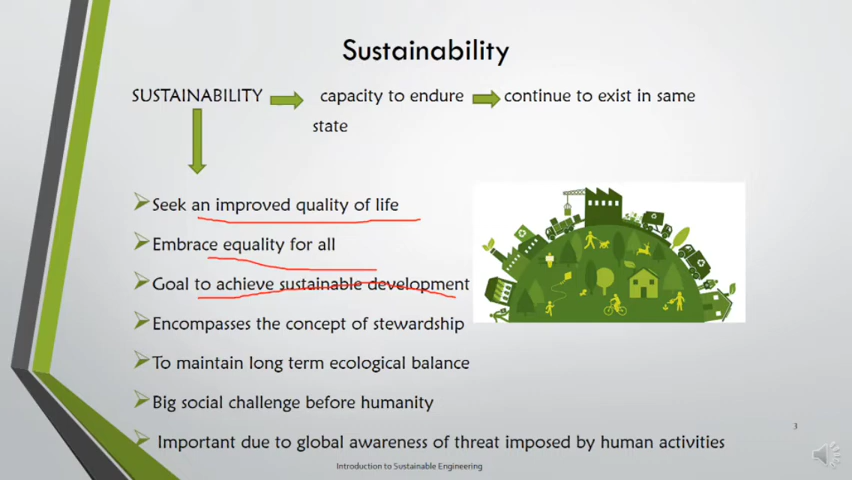 Sustainability
SUSTAINABILITY capacity to endure continue to exist in same
state
Seek an improved quality of life
Embrace equality for all
Goal to achieve sustainable development
Encompasses the concept of stewardship
To maintain long term ecological balance
Big social challenge before humanity
3
Important due to global awareness of threat imposed by human activities
Introduction to Sustainable Engineering